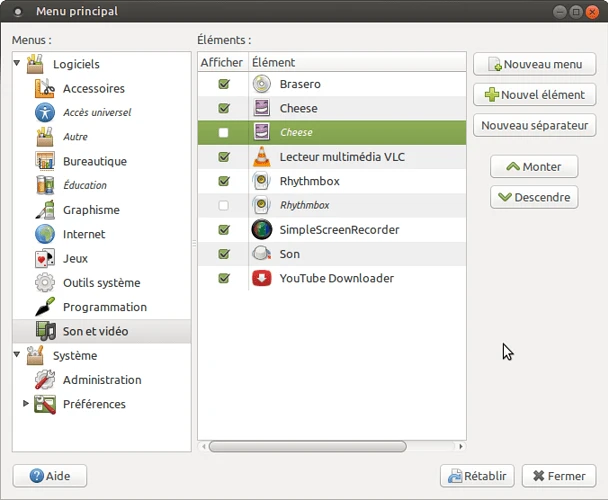 Menu principal
Menus :
Logiciels
Accessoires
Accès universel
Autre
Bureautique
Éducation
Graphisme
Internet
Jeux
Outils système
Programmation
Son et vidéo
Système
Administration
Préférences
Éléments :
Afficher Élément
Brasero
Cheese
Cheese
Lecteur multimédia VLC
Rhythmbox
Rhythmbox
SimpleScreenRecorder
Son
YouTube Downloader
Nouveau menu
Nouvel élément
Nouveau séparateur
Monter
Descendre
Aide
Rétablir
Fermer